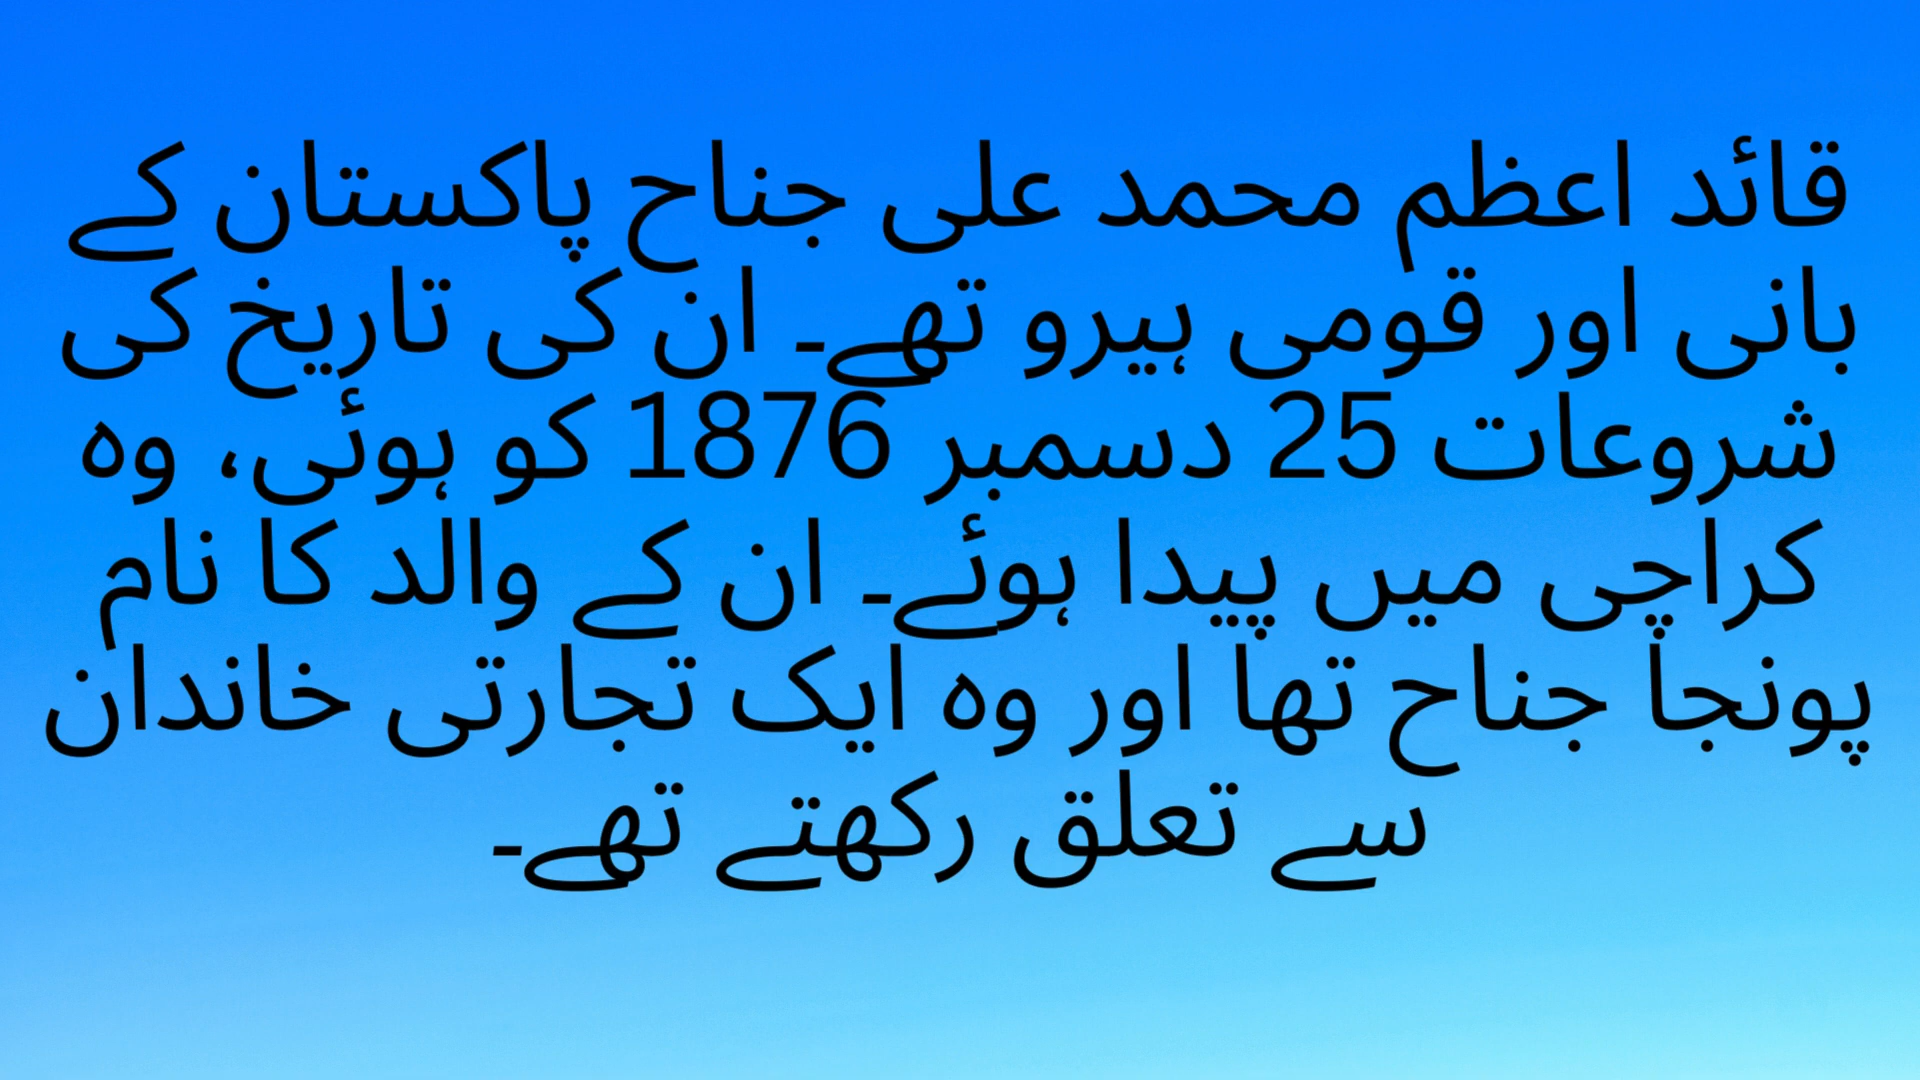 قائد اعظم محمد علی جناح پاکستان کے
بانی اور قومی ہیرو تھے۔ ان کی تاریخ کی
شروعات 25 دسمبر 1876 کو ہوئی، وہ
کراچی میں پیدا ہوئے۔ ان کے والد کا نام
پونجا جناح تھا اور وہ ایک تجارتی خاندان
سے تعلق رکھتے تھے۔